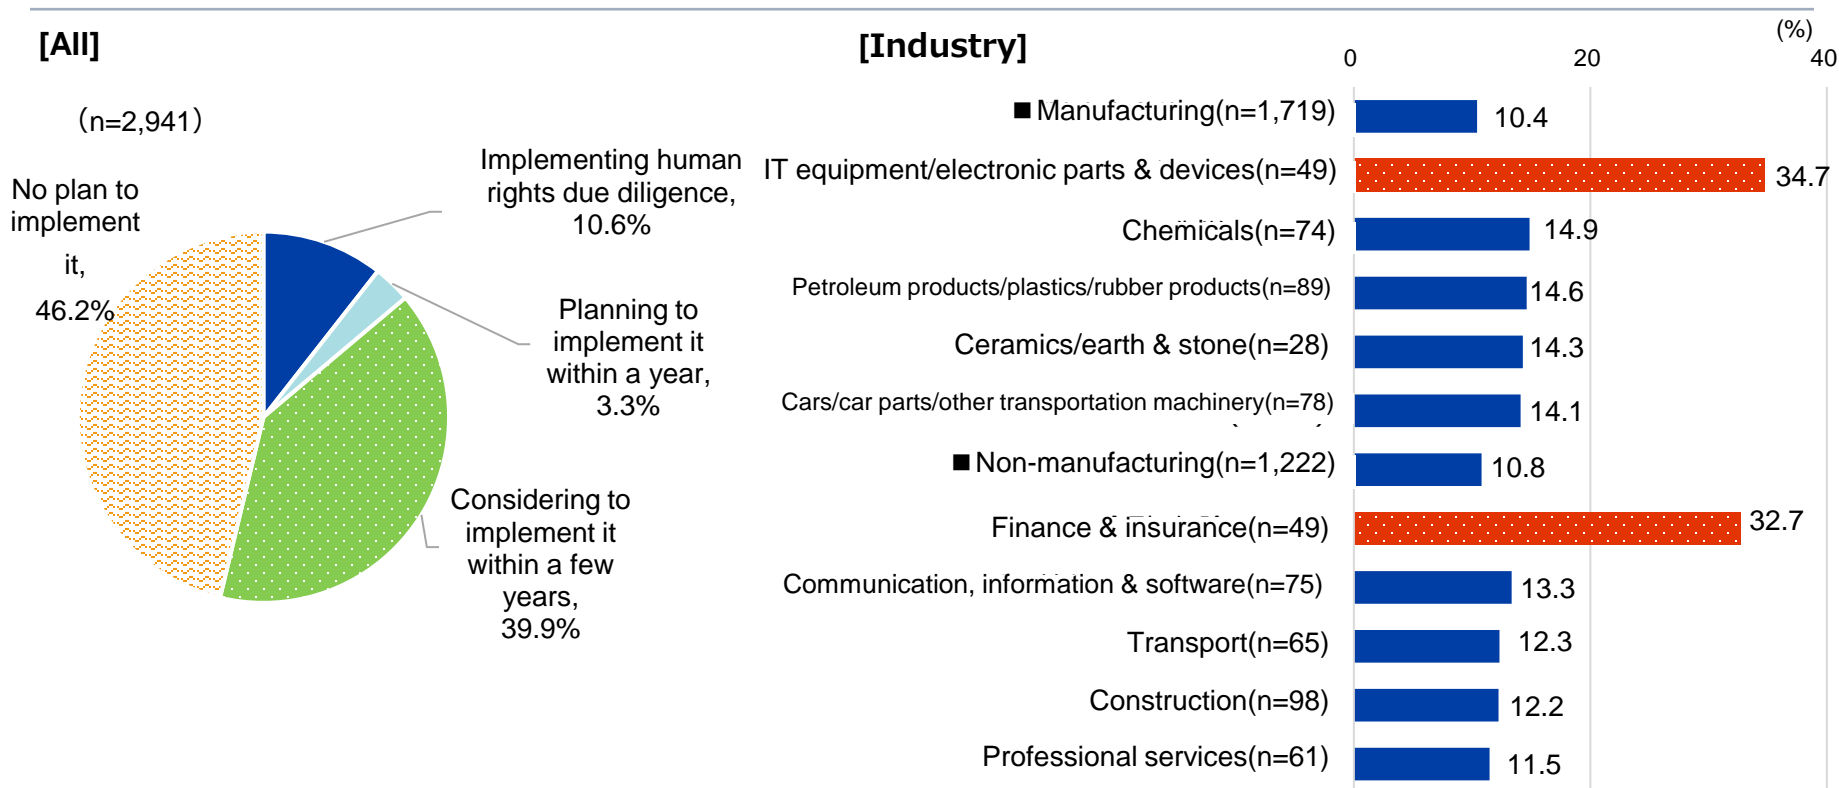 [All]
（n=2,941）
No plan to
implement
it,
46.2%
Implementing human
rights due diligence,
10.6%
Planning to
implement it
within a year,
3.3%
Considering to
implement it
within a few
years,
39.9%
[Industry]
(%)
0 20 40
■ Manufacturing(n=1,719) 10.4
IT equipment/electronic parts & devices(n=49) 34.7
Chemicals(n=74) 14.9
Petroleum products/plastics/rubber products(n=89) 14.6
Ceramics/earth & stone(n=28) 14.3
Cars/car parts/other transportation machinery(n=78) 14.1
■ Non-manufacturing(n=1,222) 10.8
Finance & insurance(n=49) 32.7
Communication, information & software(n=75) 13.3
Transport(n=65) 12.3
Construction(n=98) 12.2
Professional services(n=61) 11.5